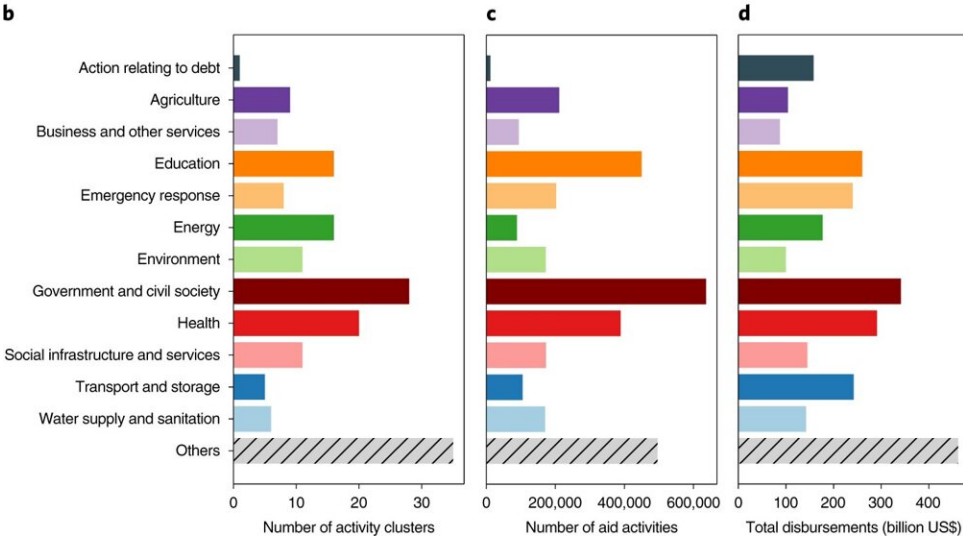 b
c
d
Action relating to debt
Agriculture
Business and other services
Education
Emergency response
Energy
Environment
Government and civil society
Health
Social infrastructure and services
Transport and storage
Water supply and sanitation
Others
0 10 20 30
0 200,000 400,000 600,000
0 100 200 300 400
Number of activity clusters
Number of aid activities
Total disbursements (billion US$)